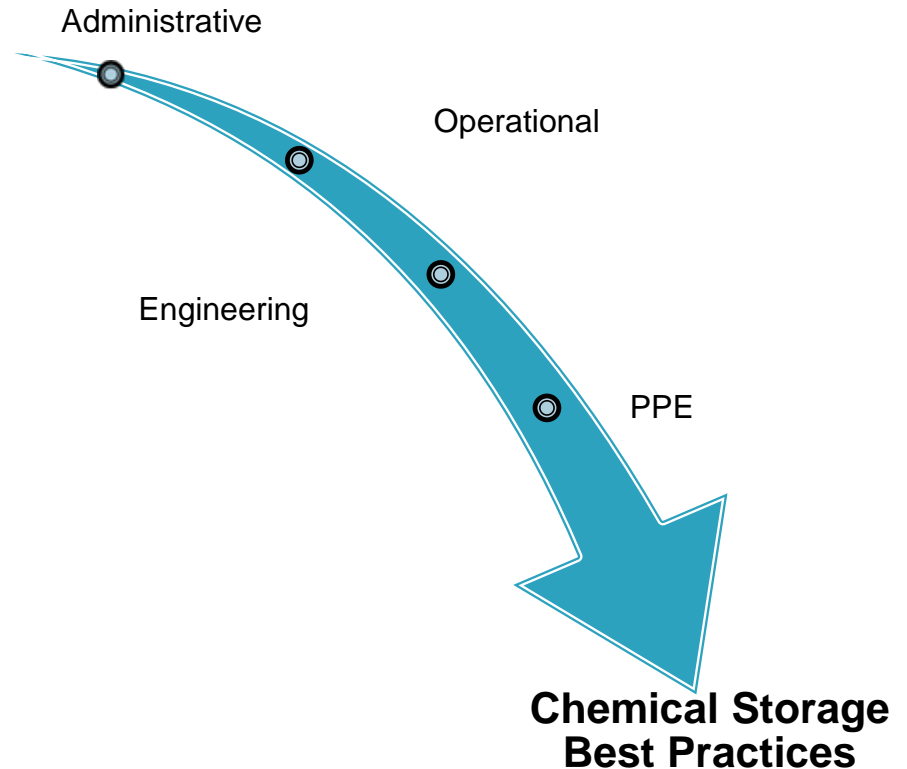 Administrative
Operational
Engineering
PPE
Chemical Storage
Best Practices